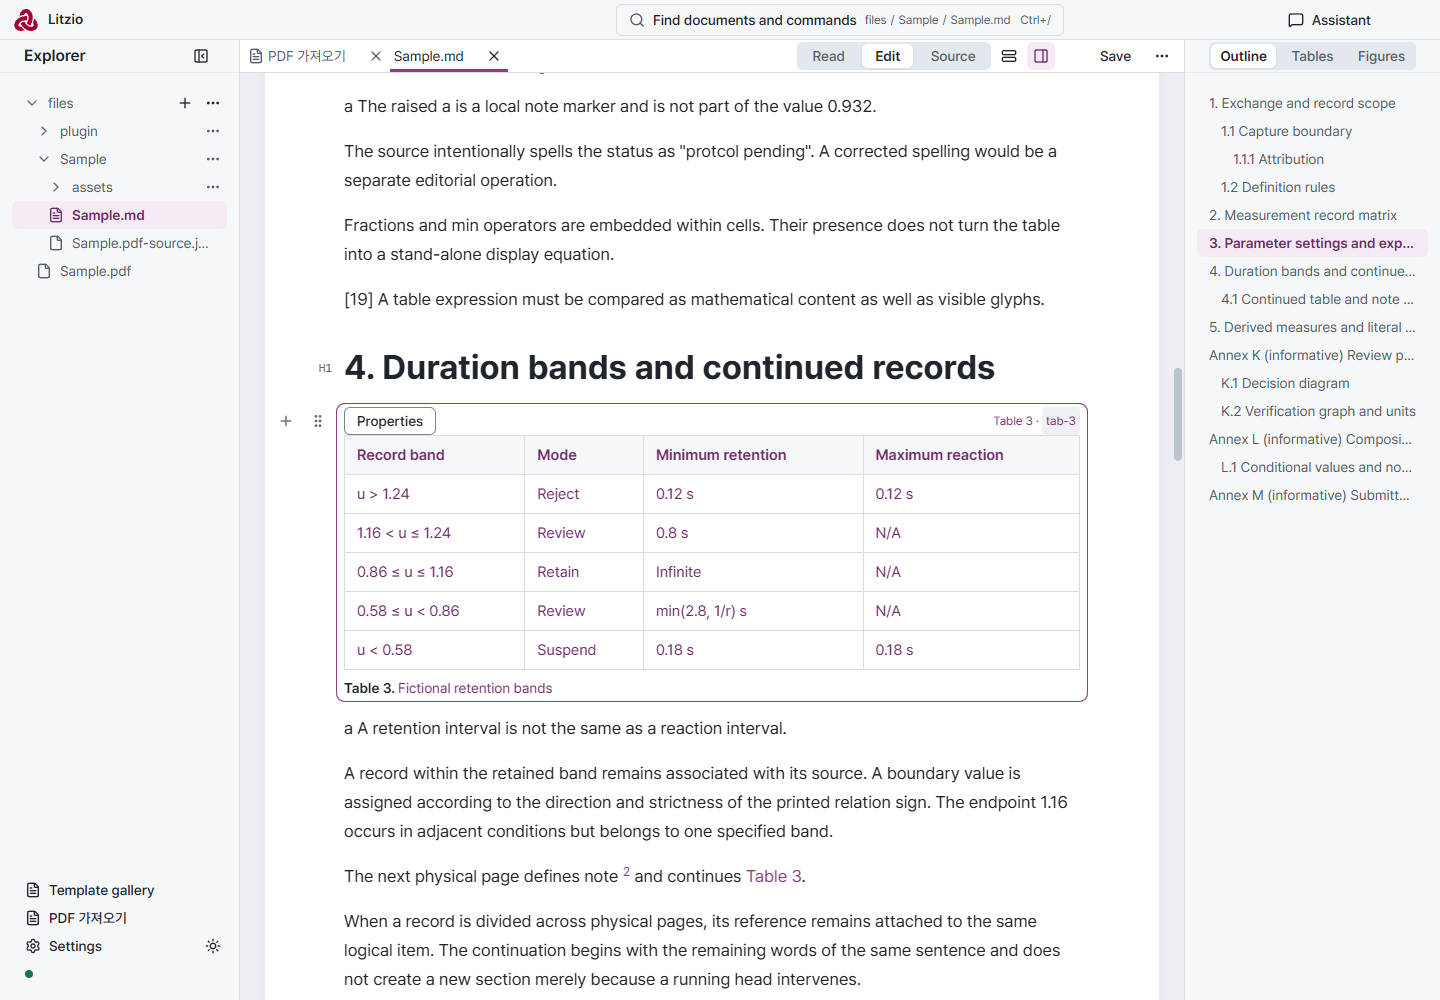 Litzio
Find documents and commands files / Sample / Sample.md Ctrl+/
Assistant
Explorer
PDF 가져오기
Sample.md
Read Edit Source
Save
Outline Tables Figures
files
plugin
Sample
assets
Sample.md
Sample.pdf-source.j...
Sample.pdf
Template gallery
PDF 가져오기
Settings
a The raised a is a local note marker and is not part of the value 0.932.
The source intentionally spells the status as "protcol pending". A corrected spelling would be a
separate editorial operation.
Fractions and min operators are embedded within cells. Their presence does not turn the table
into a stand-alone display equation.
[19] A table expression must be compared as mathematical content as well as visible glyphs.
H1 4. Duration bands and continued records
Properties
Table 3 · tab-3
Record band Mode Minimum retention Maximum reaction
u > 1.24 Reject 0.12 s 0.12 s
1.16 < u ≤ 1.24 Review 0.8 s N/A
0.86 ≤ u ≤ 1.16 Retain Infinite N/A
0.58 ≤ u < 0.86 Review min(2.8, 1/r) s N/A
u < 0.58 Suspend 0.18 s 0.18 s
Table 3. Fictional retention bands
a A retention interval is not the same as a reaction interval.
A record within the retained band remains associated with its source. A boundary value is
assigned according to the direction and strictness of the printed relation sign. The endpoint 1.16
occurs in adjacent conditions but belongs to one specified band.
The next physical page defines note 2 and continues Table 3.
When a record is divided across physical pages, its reference remains attached to the same
logical item. The continuation begins with the remaining words of the same sentence and does
not create a new section merely because a running head intervenes.
1. Exchange and record scope
1.1 Capture boundary
1.1.1 Attribution
1.2 Definition rules
2. Measurement record matrix
3. Parameter settings and exp...
4. Duration bands and continue...
4.1 Continued table and note ...
5. Derived measures and literal ...
Annex K (informative) Review p...
K.1 Decision diagram
K.2 Verification graph and units
Annex L (informative) Composi...
L.1 Conditional values and no...
Annex M (informative) Submitt...